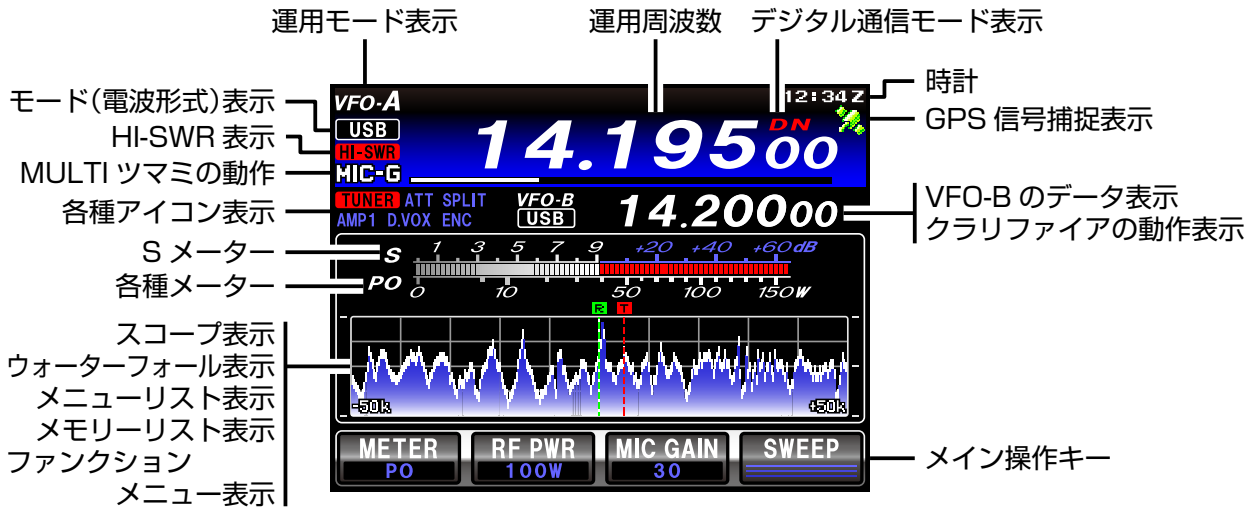 運用モード表示
運用周波数
デジタル通信モード表示
時計
GPS 信号捕捉表示
モード(電波形式)表示
HI-SWR 表示
MULTI ツマミの動作
各種アイコン表示
S メーター
各種メーター
スコープ表示
ウォーターフォール表示
メニューリスト表示
メモリーリスト表示
ファンクション
メニュー表示
VFO-B のデータ表示
クラリファイアの動作表示
メイン操作キー
VFO-A
12:34Z
USB
DN
14.19500
HI-SWR
MIC-G
TUNER ATT SPLIT
AMP1 D.VOX ENC
VFO-B
USB
14.20000
S 1 3 5 7 9 +20 +40 +60dB
PO 0 10 50 100 150W
R T
-50k +50k
METER
PO
RF PWR
100W
MIC GAIN
30
SWEEP